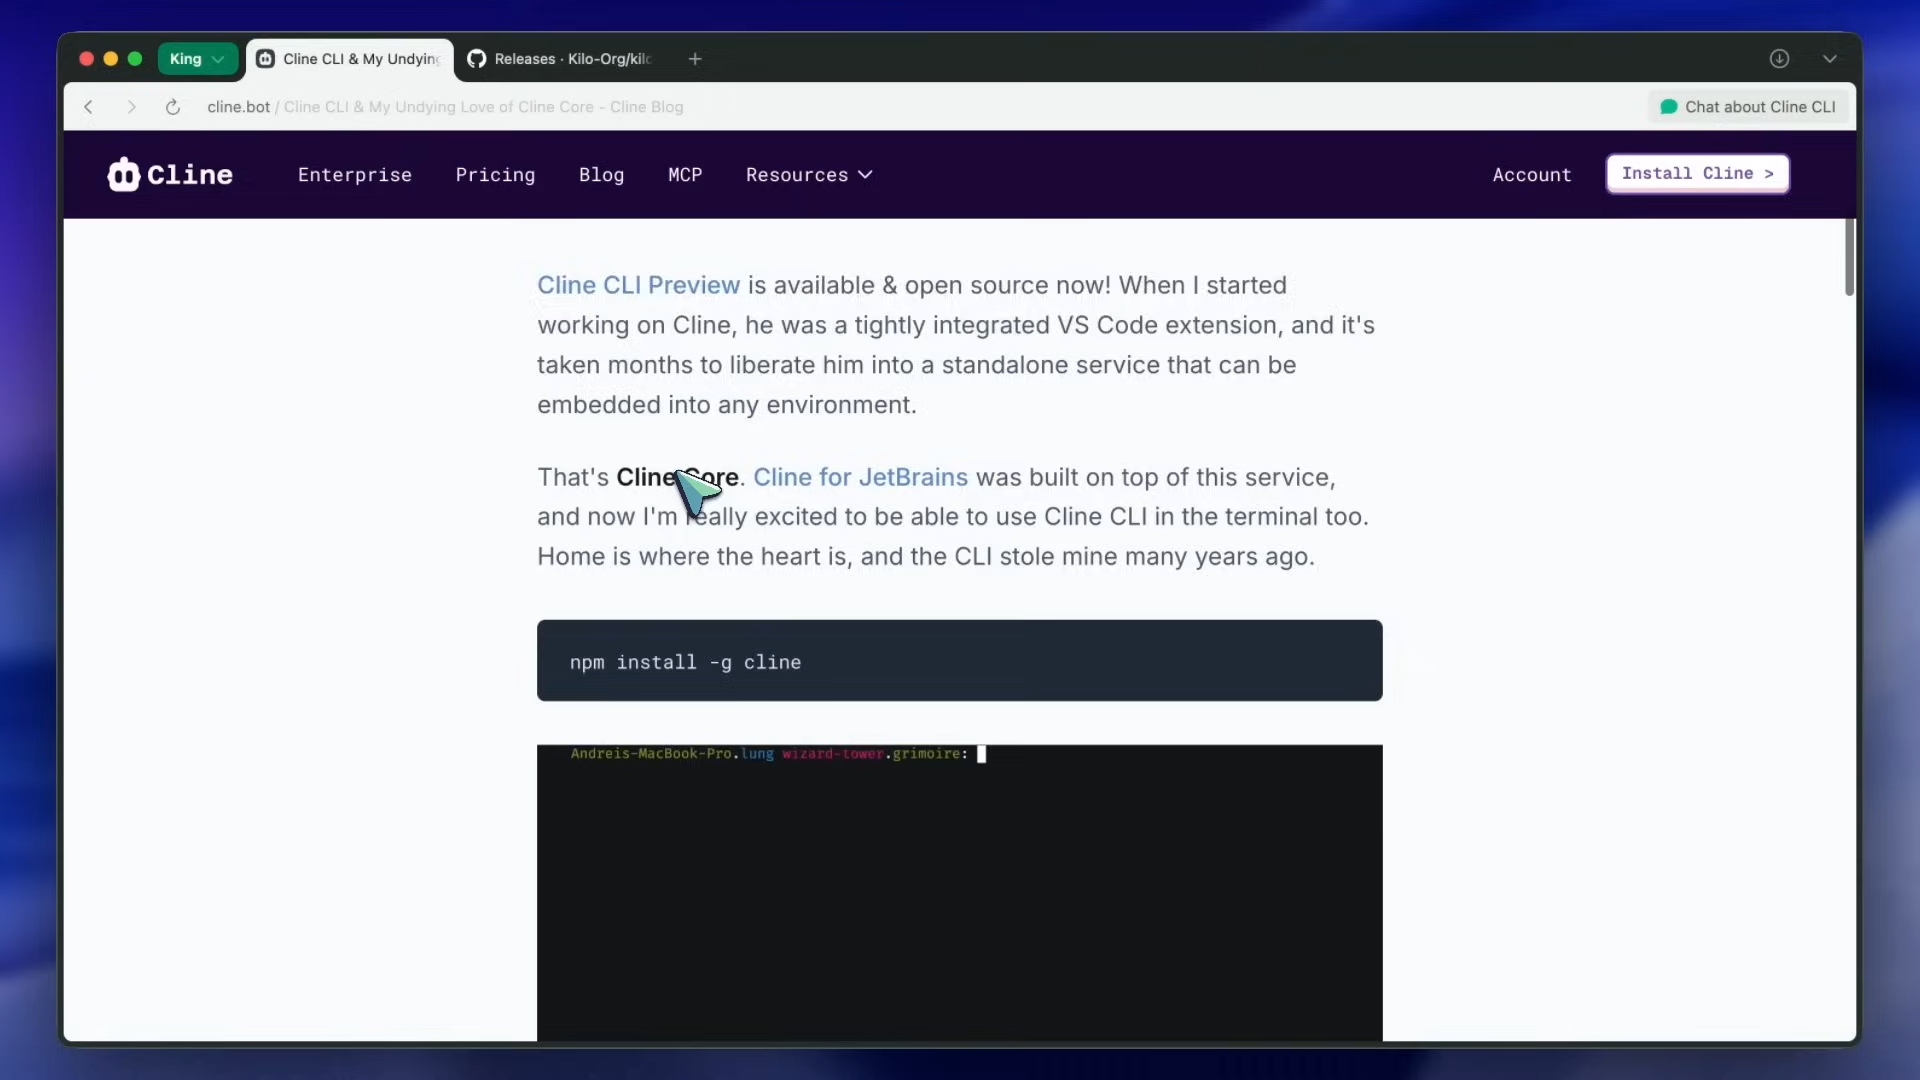 King
Cline CLI & My Undying
Releases · Kilo-Org/kilo
cline.bot / Cline CLI & My Undying Love of Cline Core - Cline Blog
Chat about Cline CLI
Cline
Enterprise
Pricing
Blog
MCP
Resources
Account
Install Cline >
Cline CLI Preview is available & open source now! When I started
working on Cline, he was a tightly integrated VS Code extension, and it's
taken months to liberate him into a standalone service that can be
embedded into any environment.
That's Cline Core. Cline for JetBrains was built on top of this service,
and now I'm really excited to be able to use Cline CLI in the terminal too.
Home is where the heart is, and the CLI stole mine many years ago.
npm install -g cline
Andreis-MacBook-Pro.lung wizard-tower.grimoire: